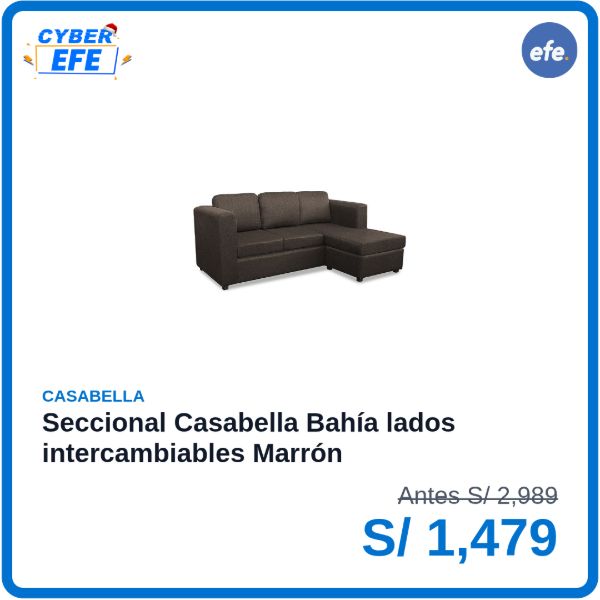 CYBER
EFE
efe.
CASABELLA
Seccional Casabella Bahía lados
intercambiables Marrón
Antes S/ 2,989
S/ 1,479